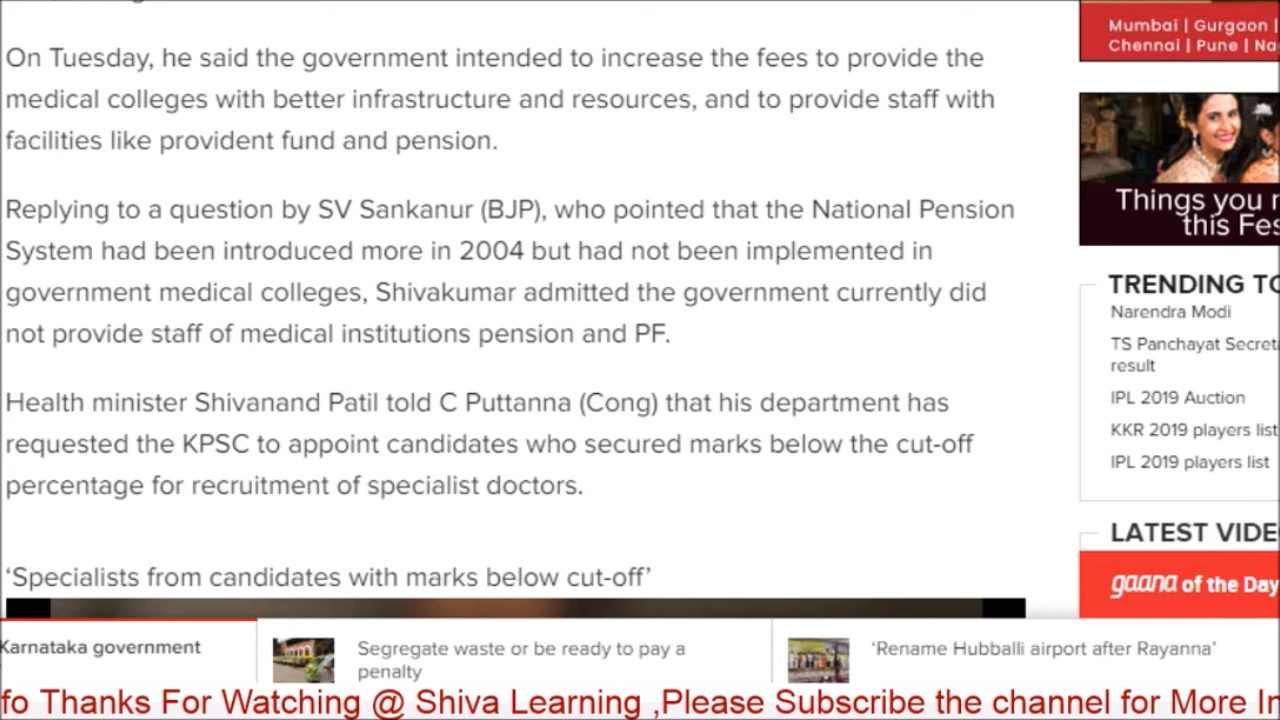 On Tuesday, he said the government intended to increase the fees to provide the
medical colleges with better infrastructure and resources, and to provide staff with
facilities like provident fund and pension.
Replying to a question by SV Sankanur (BJP), who pointed that the National Pension
System had been introduced more in 2004 but had not been implemented in
government medical colleges, Shivakumar admitted the government currently did
not provide staff of medical institutions pension and PF.
Health minister Shivanand Patil told C Puttanna (Cong) that his department has
requested the KPSC to appoint candidates who secured marks below the cut-off
percentage for recruitment of specialist doctors.
‘Specialists from candidates with marks below cut-off’
Mumbai | Gurgaon |
Chennai | Pune | Na
Things you
this Fes
TRENDING TO
Narendra Modi
TS Panchayat Secret
result
IPL 2019 Auction
KKR 2019 players list
IPL 2019 players list
LATEST VIDE
gaana of the Day
Karnataka government
Segregate waste or be ready to pay a
penalty
‘Rename Hubballi airport after Rayanna’
fo Thanks For Watching @ Shiva Learning ,Please Subscribe the channel for More In